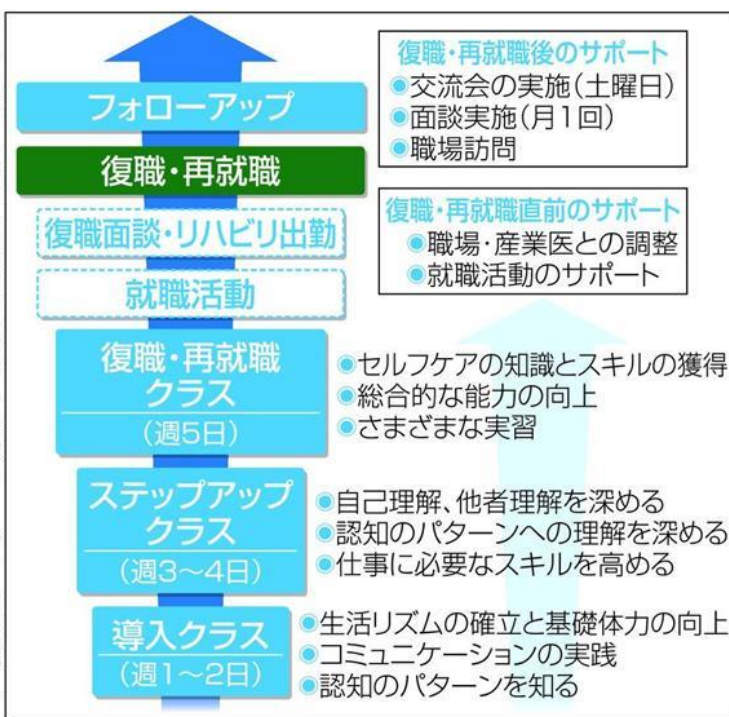 フォローアップ
復職・再就職
復職面談・リハビリ出勤
就職活動
復職・再就職
クラス
(週5日)
ステップアップ
クラス
(週3〜4日)
導入クラス
(週1〜2日)
復職・再就職後のサポート
◉交流会の実施(土曜日)
◉面談実施(月1回)
◉職場訪問
復職・再就職直前のサポート
◉職場・産業医との調整
◉就職活動のサポート
◉セルフケアの知識とスキルの獲得
◉総合的な能力の向上
◉さまざまな実習
◉自己理解、他者理解を深める
◉認知のパターンへの理解を深める
◉仕事に必要なスキルを高める
◉生活リズムの確立と基礎体力の向上
◉コミュニケーションの実践
◉認知のパターンを知る